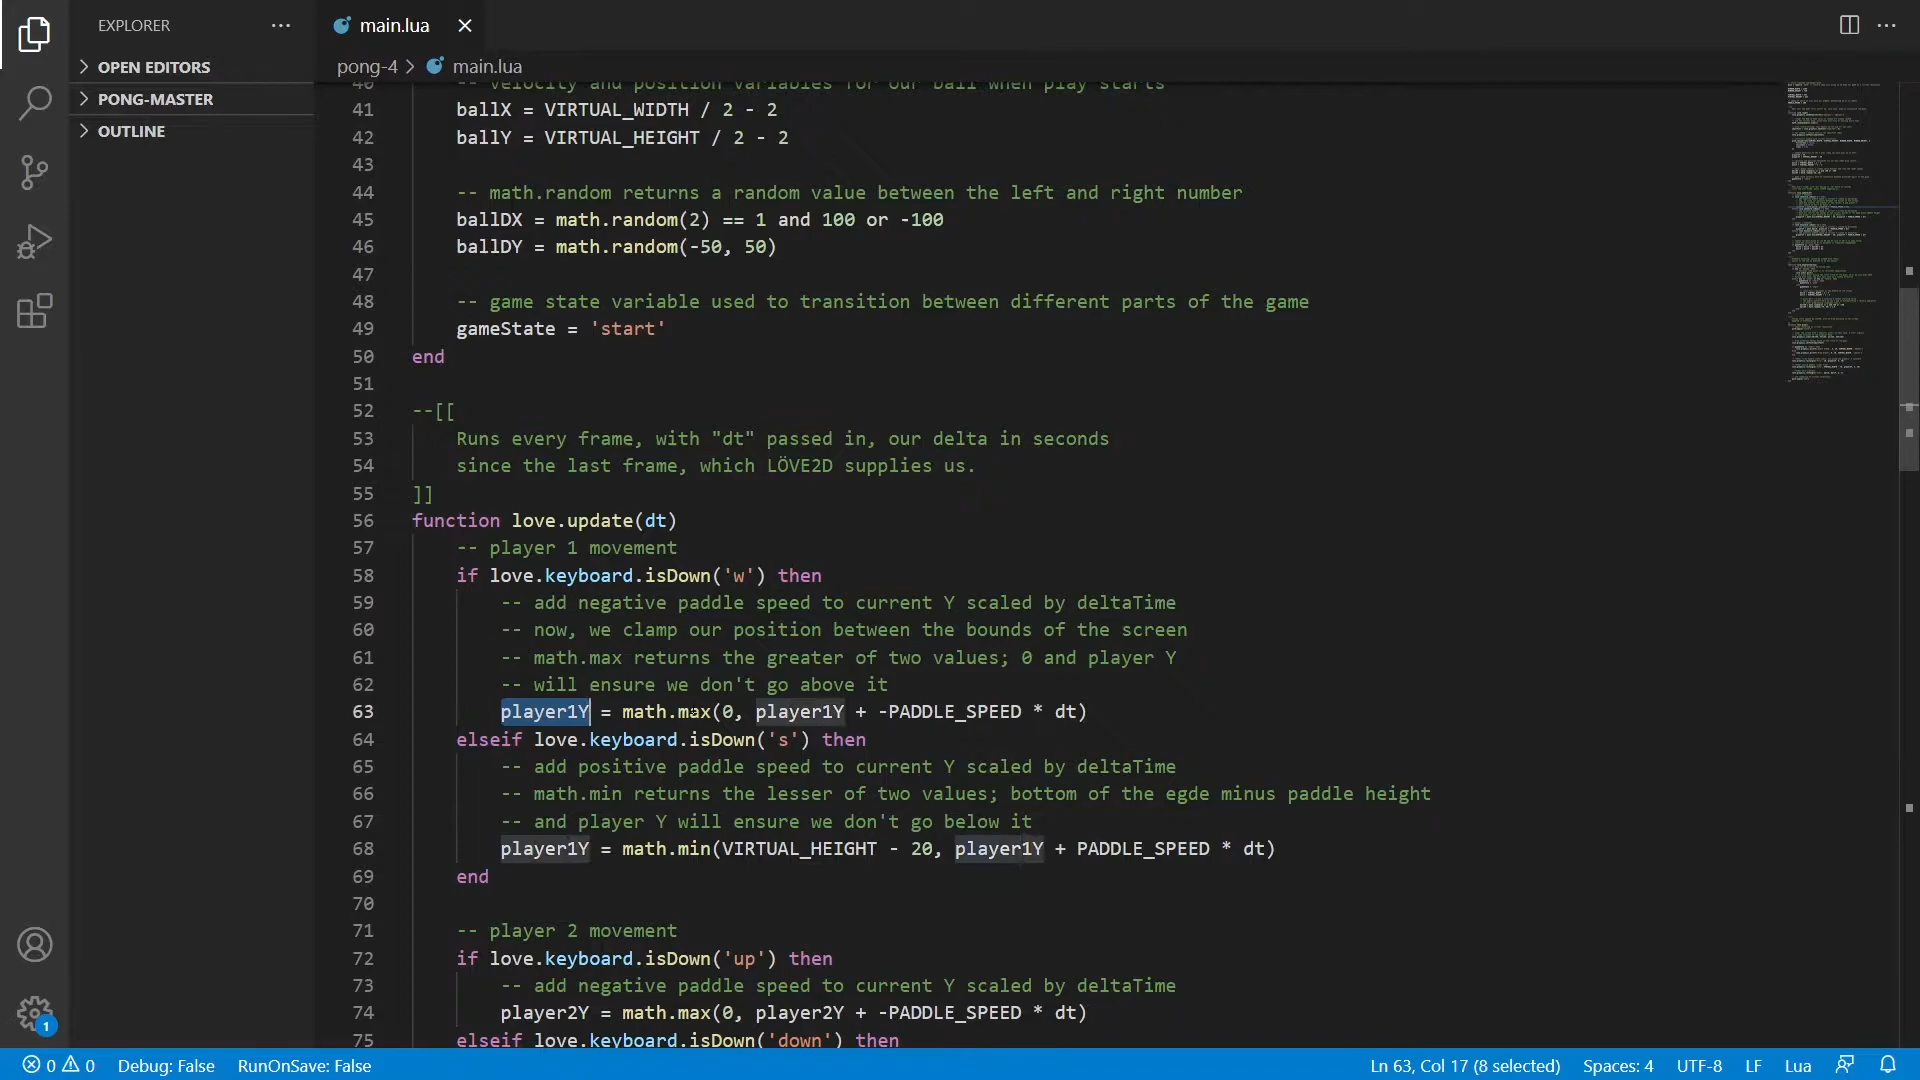 EXPLORER
OPEN EDITORS
PONG-MASTER
OUTLINE
1
main.lua
pong-4 > main.lua
40 -- velocity and position variables for our ball when play starts
41 ballX = VIRTUAL_WIDTH / 2 - 2
42 ballY = VIRTUAL_HEIGHT / 2 - 2
43
44 -- math.random returns a random value between the left and right number
45 ballDX = math.random(2) == 1 and 100 or -100
46 ballDY = math.random(-50, 50)
47
48 -- game state variable used to transition between different parts of the game
49 gameState = 'start'
50 end
51
52 --[[
53 Runs every frame, with "dt" passed in, our delta in seconds
54 since the last frame, which LÖVE2D supplies us.
55 ]]
56 function love.update(dt)
57 -- player 1 movement
58 if love.keyboard.isDown('w') then
59 -- add negative paddle speed to current Y scaled by deltaTime
60 -- now, we clamp our position between the bounds of the screen
61 -- math.max returns the greater of two values; 0 and player Y
62 -- will ensure we don't go above it
63 player1Y = math.max(0, player1Y + -PADDLE_SPEED * dt)
64 elseif love.keyboard.isDown('s') then
65 -- add positive paddle speed to current Y scaled by deltaTime
66 -- math.min returns the lesser of two values; bottom of the egde minus paddle height
67 -- and player Y will ensure we don't go below it
68 player1Y = math.min(VIRTUAL_HEIGHT - 20, player1Y + PADDLE_SPEED * dt)
69 end
70
71 -- player 2 movement
72 if love.keyboard.isDown('up') then
73 -- add negative paddle speed to current Y scaled by deltaTime
74 player2Y = math.max(0, player2Y + -PADDLE_SPEED * dt)
75 elseif love.keyboard.isDown('down') then
0 0 Debug: False RunOnSave: False Ln 63, Col 17 (8 selected) Spaces: 4 UTF-8 LF Lua